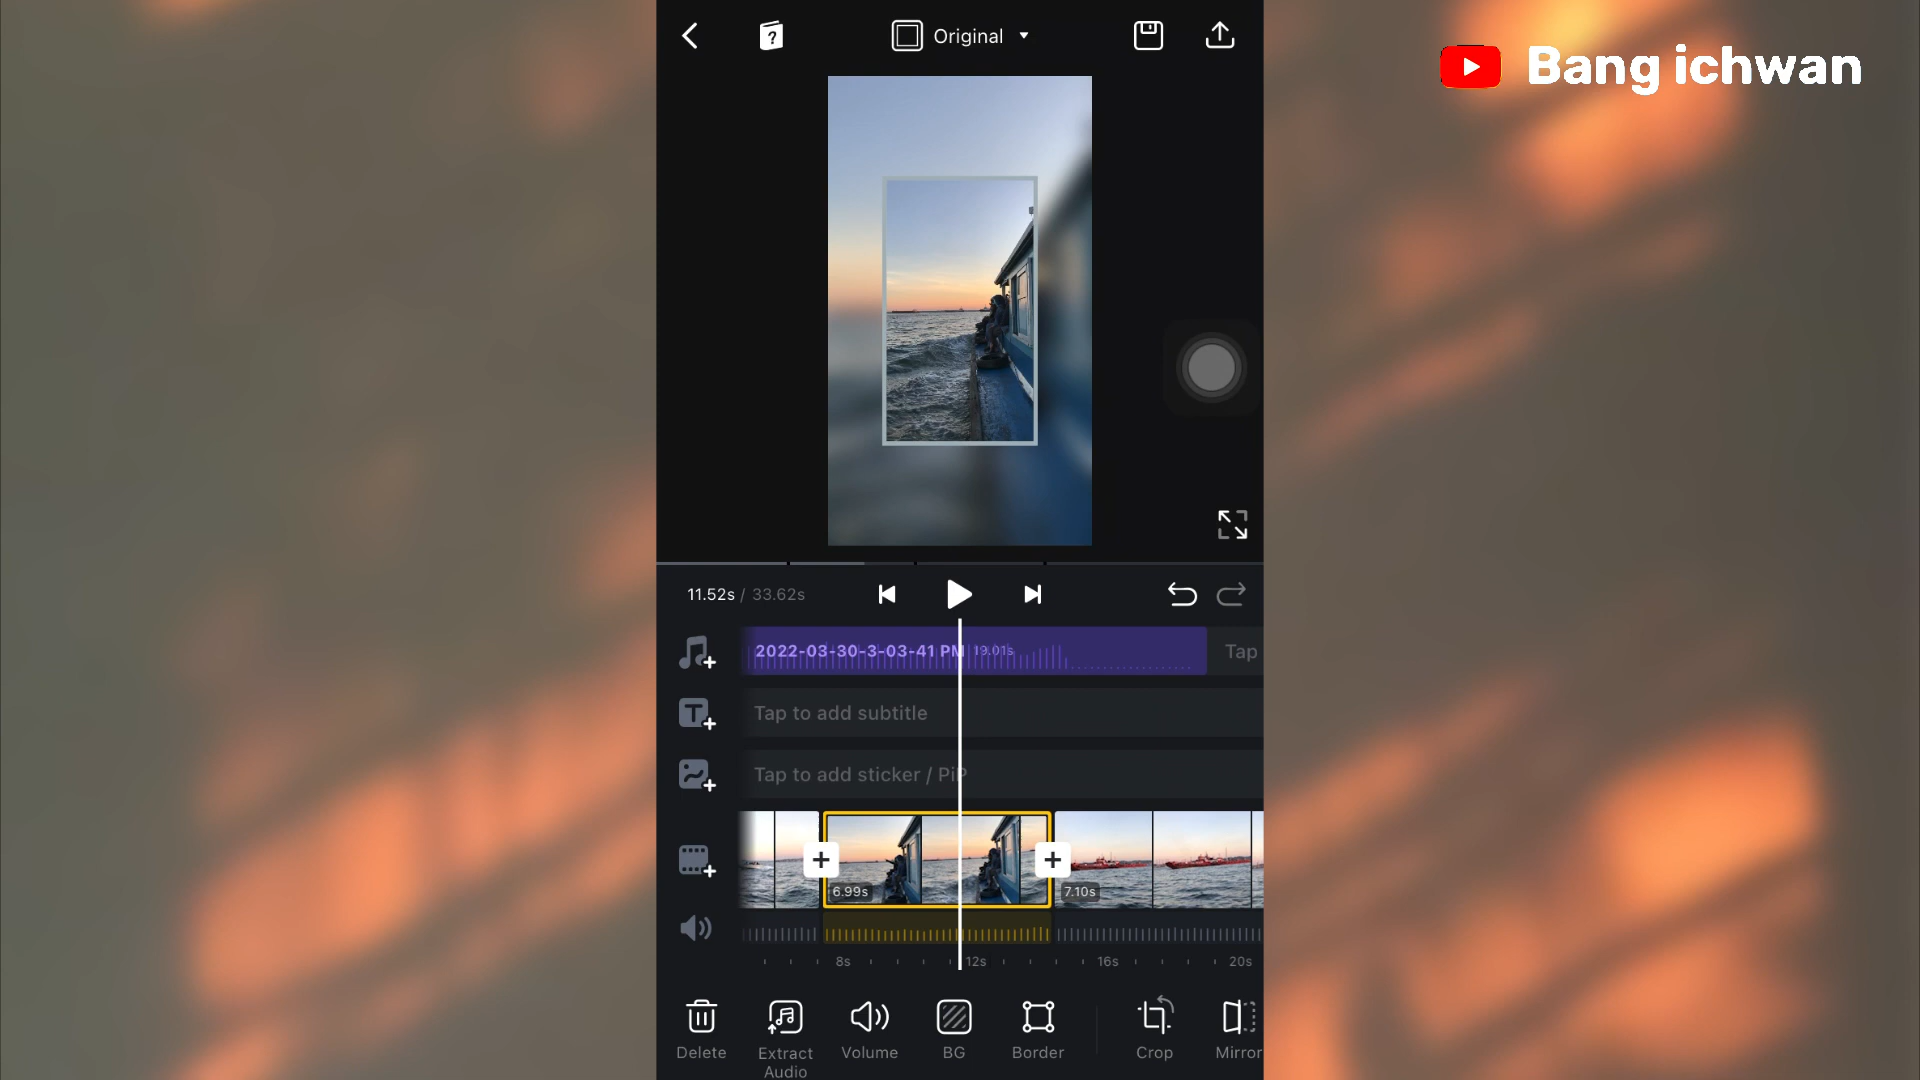 Original
Bang ichwan
11.52s / 33.62s
2022-03-30-3-03-41 PM 19.01s
Tap
Tap to add subtitle
Tap to add sticker / PiP
6.99s
7.10s
8s 12s 16s 20s
Delete
Extract
Audio
Volume
BG
Border
Crop
Mirror